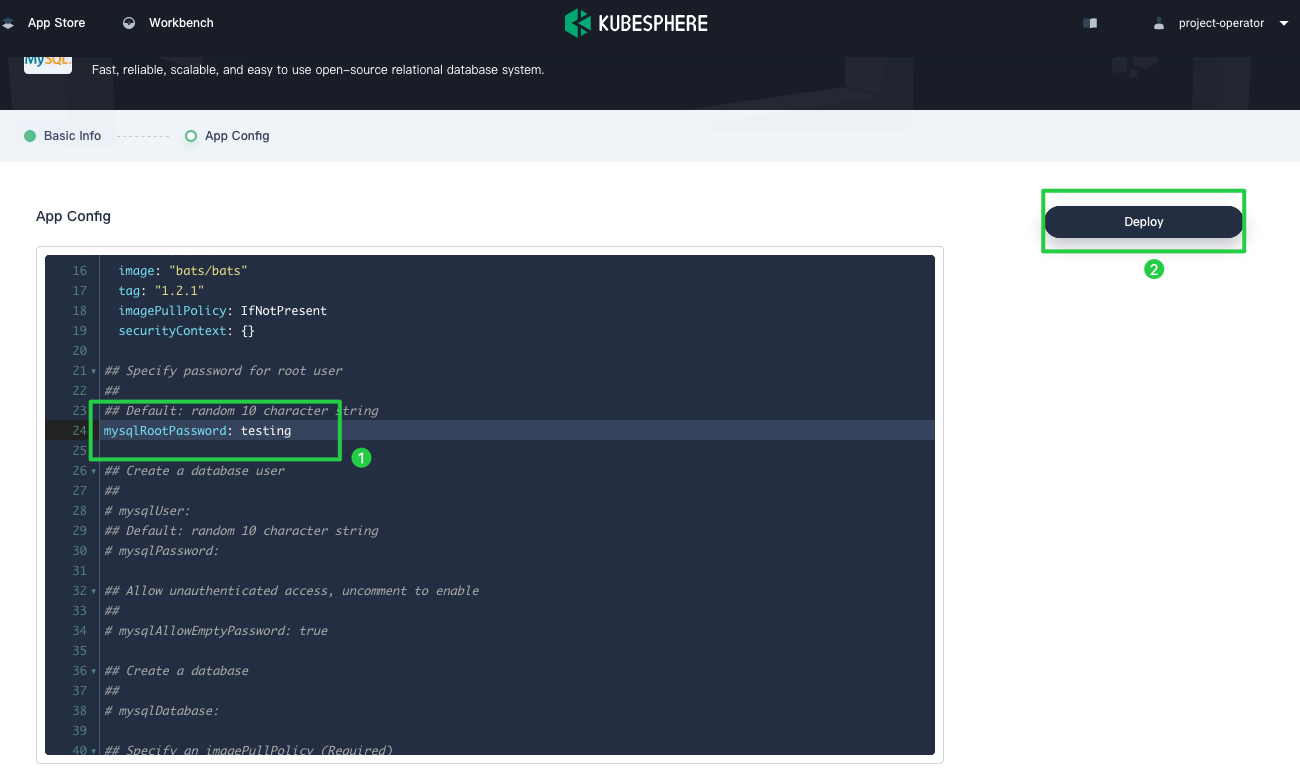 App Store Workbench KUBESPHERE project-operator
MySQL
Fast, reliable, scalable, and easy to use open-source relational database system.
Basic Info App Config
App Config
Deploy
2
16 image: "bats/bats"
17 tag: "1.2.1"
18 imagePullPolicy: IfNotPresent
19 securityContext: {}
20
21 ## Specify password for root user
22 ##
23 ## Default: random 10 character string
24 mysqlRootPassword: testing
25
1
26 ## Create a database user
27 ##
28 # mysqlUser:
29 ## Default: random 10 character string
30 # mysqlPassword:
31
32 ## Allow unauthenticated access, uncomment to enable
33 ##
34 # mysqlAllowEmptyPassword: true
35
36 ## Create a database
37 ##
38 # mysqlDatabase:
39
40 ## Specify an imagePullPolicy (Required)